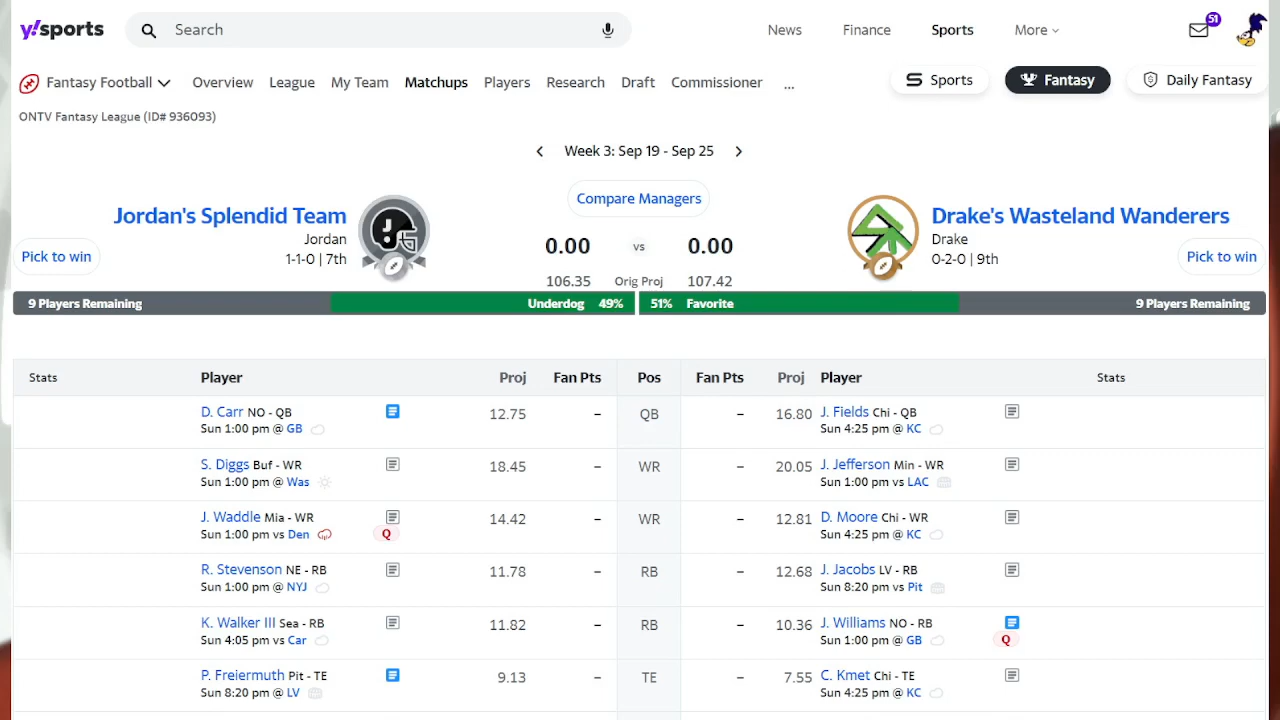 y!sports
Search
News
Finance
Sports
More
51
Fantasy Football
Overview
League
My Team
Matchups
Players
Research
Draft
Commissioner
...
Sports
Fantasy
Daily Fantasy
ONTV Fantasy League (ID# 936093)
Week 3: Sep 19 - Sep 25
Compare Managers
Jordan's Splendid Team
Jordan
1-1-0 | 7th
Pick to win
J
0.00 vs 0.00
106.35 Orig Proj 107.42
Drake's Wasteland Wanderers
Drake
0-2-0 | 9th
Pick to win
9 Players Remaining Underdog 49% 51% Favorite 9 Players Remaining
Stats Player Proj Fan Pts Pos Fan Pts Proj Player Stats
D. Carr NO - QB 12.75 – QB – 16.80 J. Fields Chi - QB
Sun 1:00 pm @ GB Sun 4:25 pm @ KC
S. Diggs Buf - WR 18.45 – WR – 20.05 J. Jefferson Min - WR
Sun 1:00 pm @ Was Sun 1:00 pm vs LAC
J. Waddle Mia - WR 14.42 – WR – 12.81 D. Moore Chi - WR
Sun 1:00 pm vs Den Q Sun 4:25 pm @ KC
R. Stevenson NE - RB 11.78 – RB – 12.68 J. Jacobs LV - RB
Sun 1:00 pm @ NYJ Sun 8:20 pm vs Pit
K. Walker III Sea - RB 11.82 – RB – 10.36 J. Williams NO - RB
Sun 4:05 pm vs Car Sun 1:00 pm @ GB Q
P. Freiermuth Pit - TE 9.13 – TE – 7.55 C. Kmet Chi - TE
Sun 8:20 pm @ LV Sun 4:25 pm @ KC